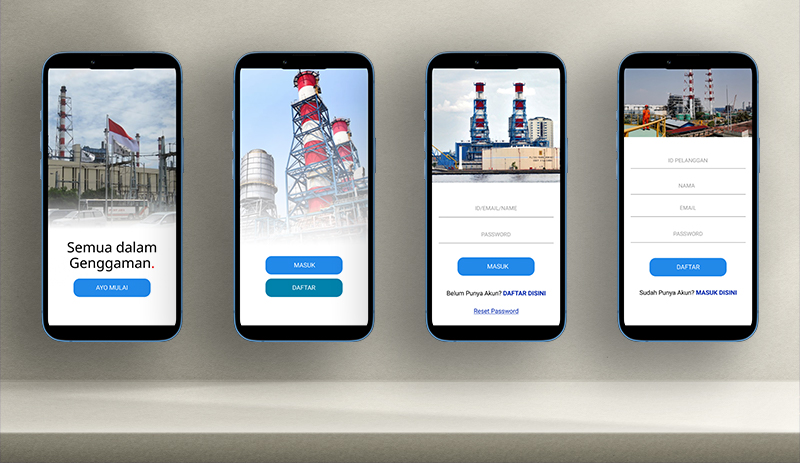 Semua dalam
Genggaman.
AYO MULAI
MASUK
DAFTAR
ID/EMAIL/NAME
PASSWORD
MASUK
Belum Punya Akun? DAFTAR DISINI
Reset Password
ID PELANGGAN
NAMA
EMAIL
PASSWORD
DAFTAR
Sudah Punya Akun? MASUK DISINI